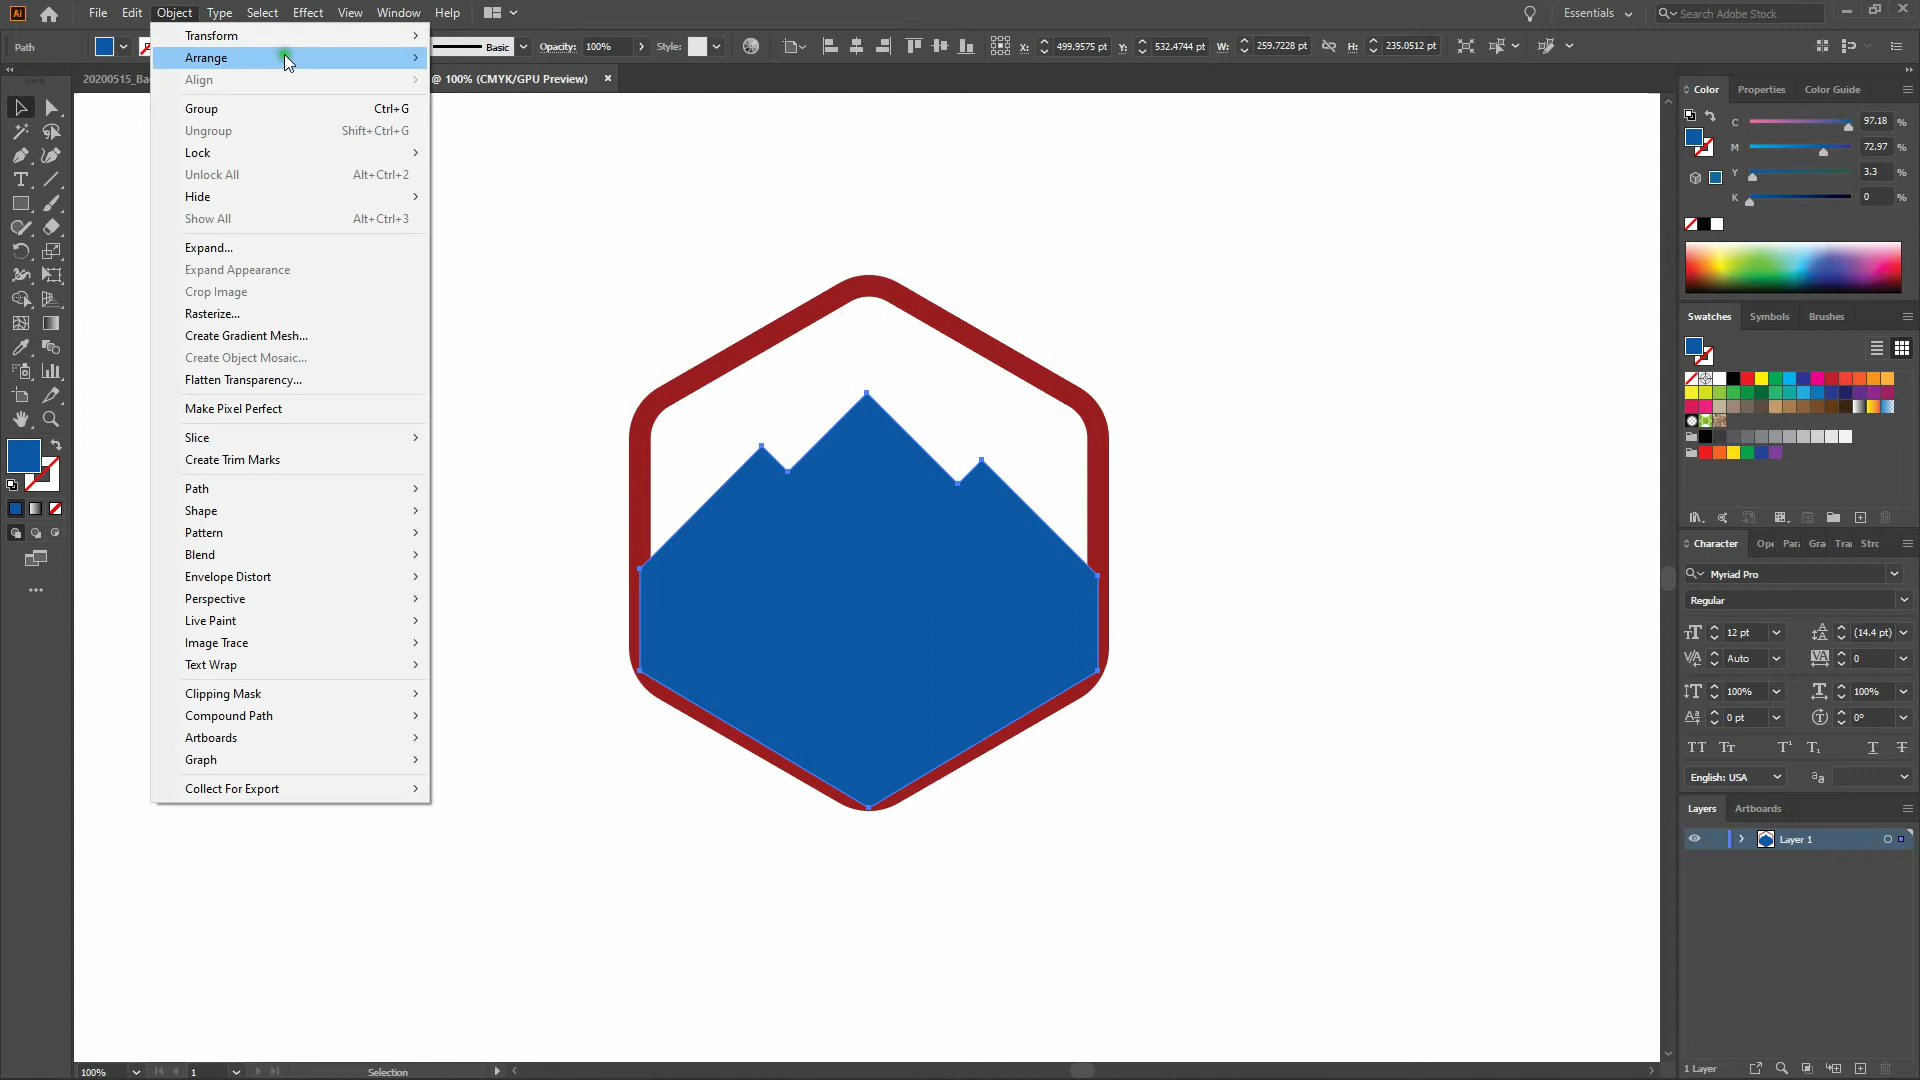 Ai File Edit Object Type Select Effect View Window Help Essentials Search Adobe Stock
Path Basic Opacity: 100% Style: X: 499.9575 pt Y: 532.4744 pt W: 259.7228 pt H: 235.0512 pt
20200515_Ba @ 100% (CMYK/GPU Preview)
Transform
Arrange
Align
Group Ctrl+G
Ungroup Shift+Ctrl+G
Lock
Unlock All Alt+Ctrl+2
Hide
Show All Alt+Ctrl+3
Expand...
Expand Appearance
Crop Image
Rasterize...
Create Gradient Mesh...
Create Object Mosaic...
Flatten Transparency...
Make Pixel Perfect
Slice
Create Trim Marks
Path
Shape
Pattern
Blend
Envelope Distort
Perspective
Live Paint
Image Trace
Text Wrap
Clipping Mask
Compound Path
Artboards
Graph
Collect For Export
Color Properties Color Guide
C 97.18 %
M 72.97 %
Y 3.3 %
K 0 %
Swatches Symbols Brushes
Character Ope Para Gra Tran Stro
Myriad Pro
Regular
12 pt (14.4 pt)
Auto 0
100% 100%
0 pt 0°
English: USA
Layers Artboards
Layer 1
1 Layer
100% 1 Selection